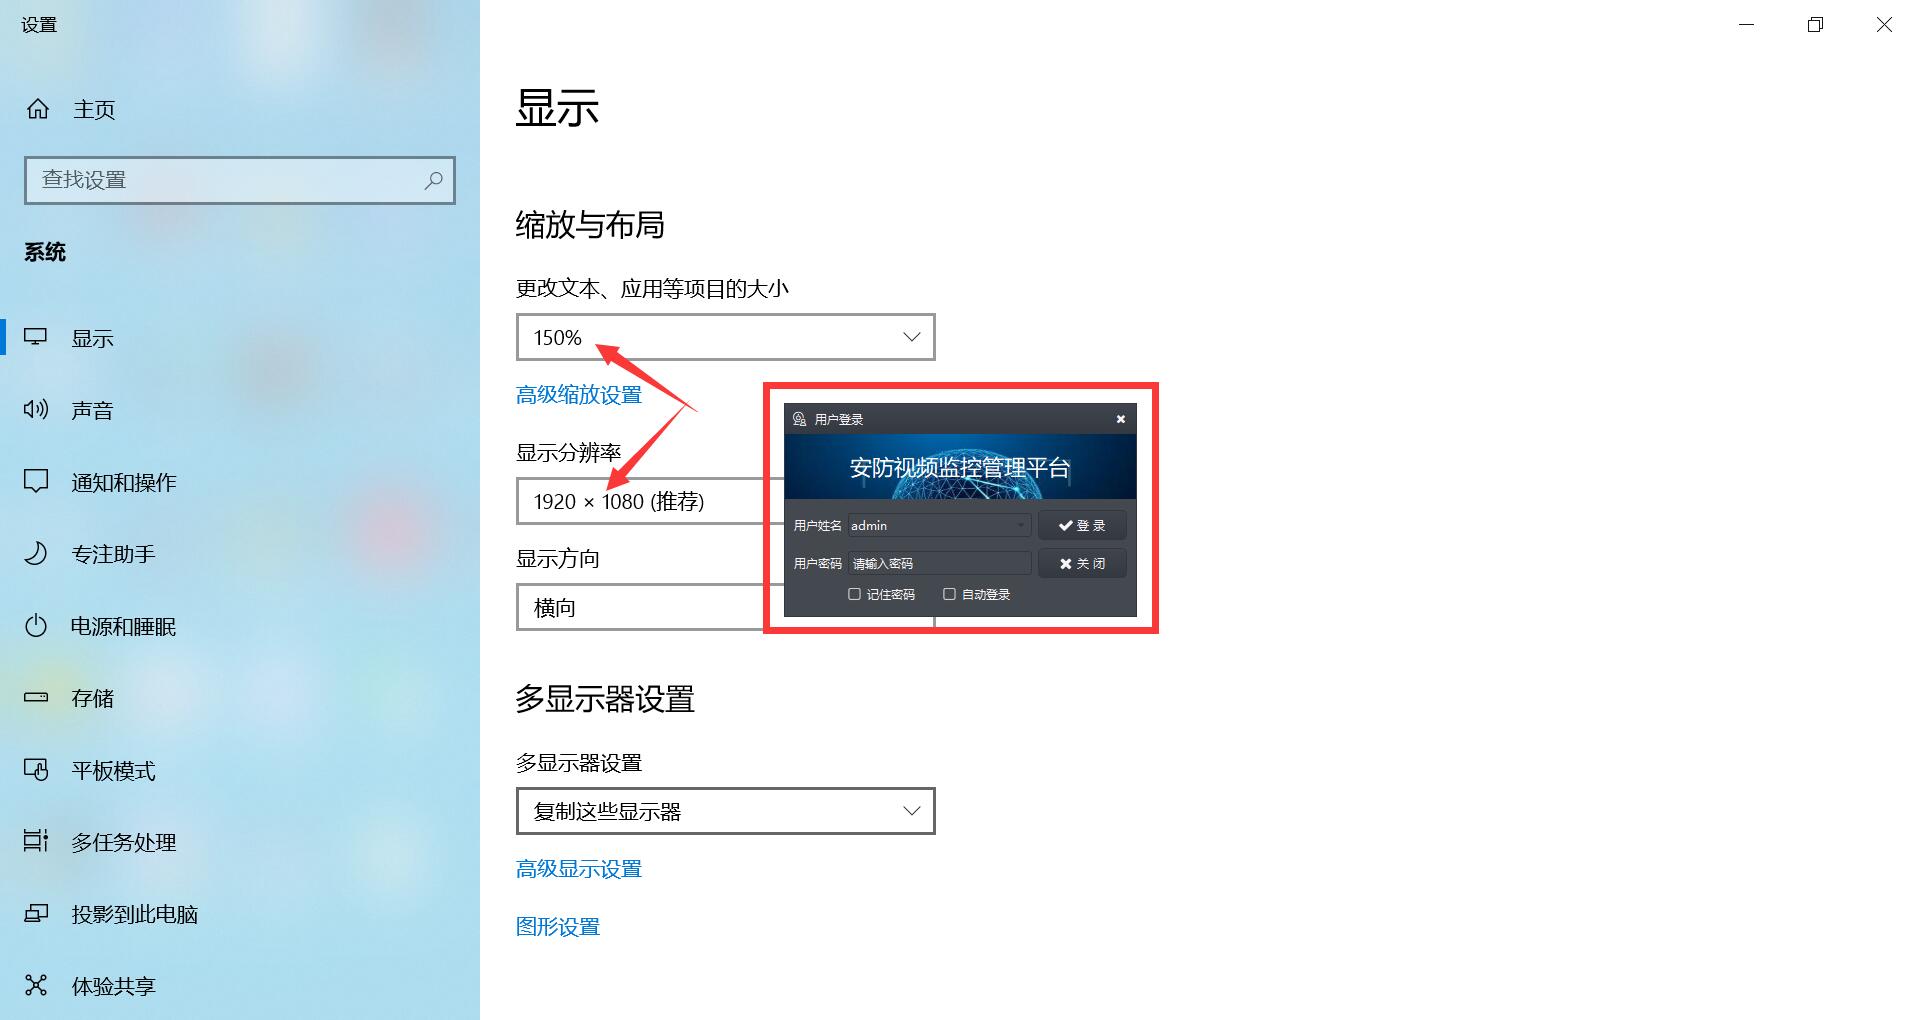 设置
主页
查找设置
系统
显示
声音
通知和操作
专注助手
电源和睡眠
存储
平板模式
多任务处理
投影到此电脑
体验共享
显示
缩放与布局
更改文本、应用等项目的大小
150%
高级缩放设置
显示分辨率
1920 × 1080 (推荐)
显示方向
横向
用户登录
安防视频监控管理平台
用户姓名 admin 登 录
用户密码 请输入密码 关 闭
记住密码 自动登录
多显示器设置
多显示器设置
复制这些显示器
高级显示设置
图形设置